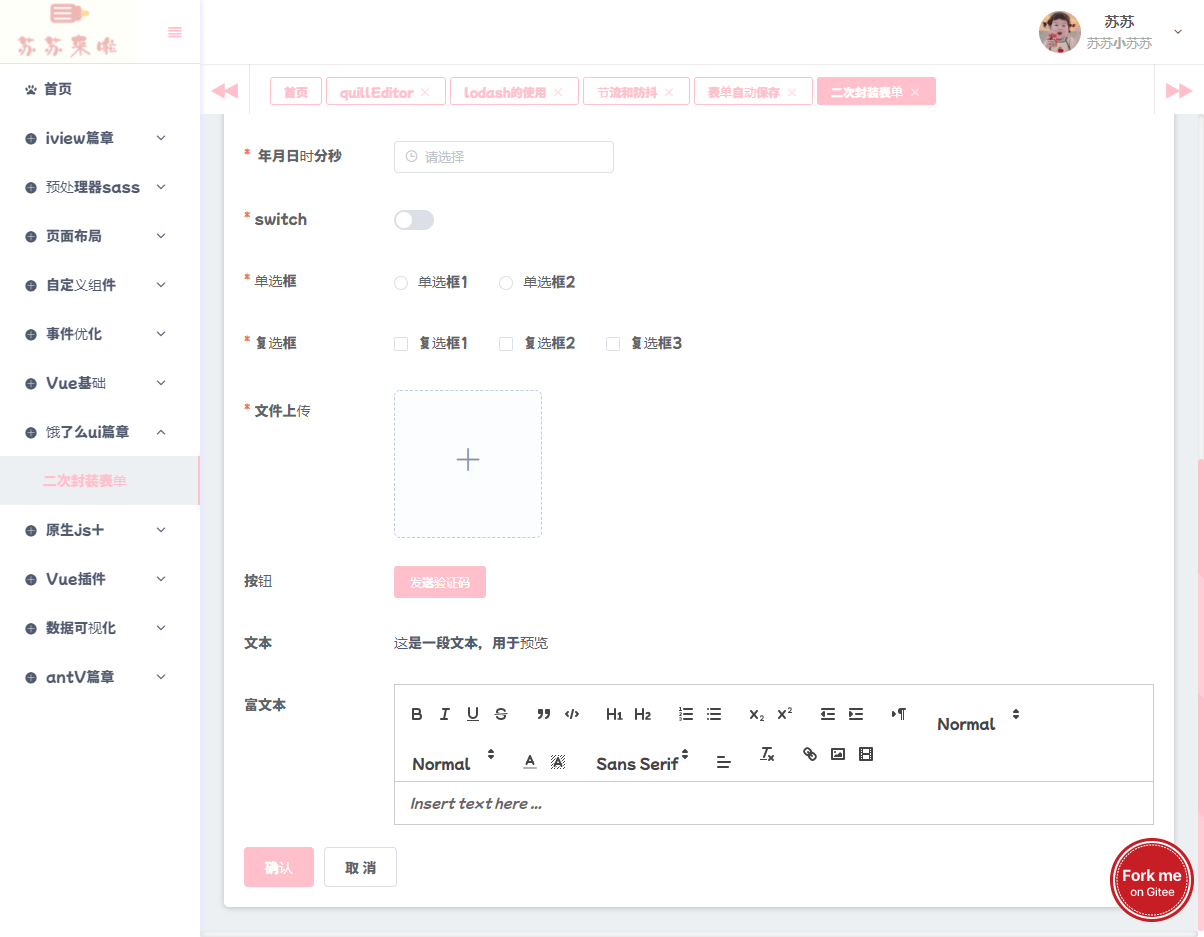 苏苏来啦
苏苏
苏苏小苏苏
首页
iview篇章
预处理器sass
页面布局
自定义组件
事件优化
Vue基础
饿了么ui篇章
二次封装表单
原生js+
Vue插件
数据可视化
antV篇章
首页 quillEditor lodash的使用 节流和防抖 表单自动保存 二次封装表单
* 年月日时分秒 请选择
* switch
* 单选框 单选框1 单选框2
* 复选框 复选框1 复选框2 复选框3
* 文件上传
按钮 发送验证码
文本 这是一段文本，用于预览
富文本
B I U S H1 H2 X₂ X² Normal
Normal A A Sans Serif Tx
Insert text here ...
确认 取消
Fork me
on Gitee